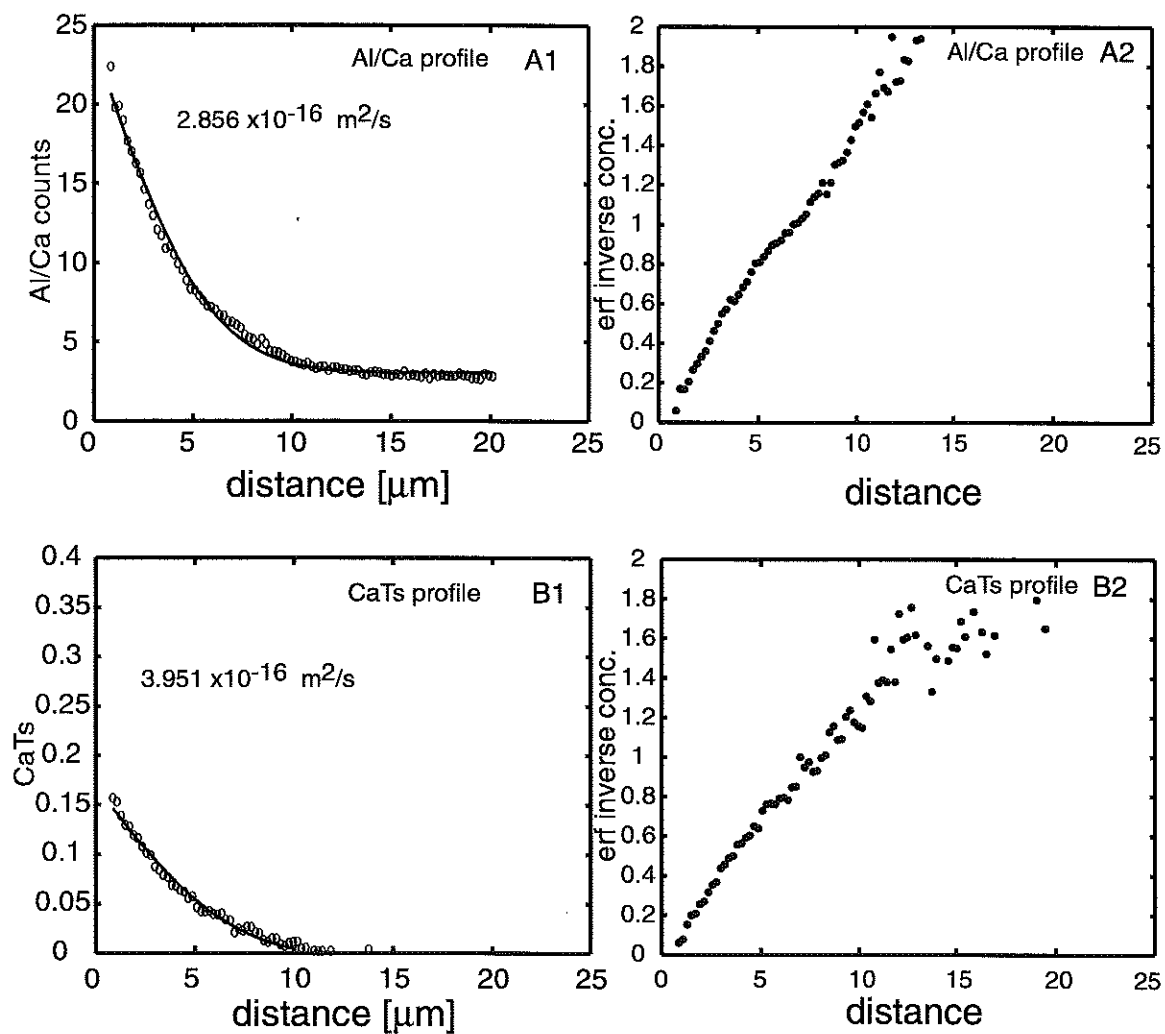 25
20
15
10
5
0
Al/Ca counts
Al/Ca profile A1
2.856 x10-16 m2/s
0 5 10 15 20 25
distance [μm]
2
1.8
1.6
1.4
1.2
1
0.8
0.6
0.4
0.2
0
erf inverse conc.
Al/Ca profile A2
0 5 10 15 20 25
distance
0.4
0.35
0.3
0.25
0.2
0.15
0.1
0.05
0
CaTs
CaTs profile B1
3.951 x10-16 m2/s
0 5 10 15 20 25
distance [μm]
2
1.8
1.6
1.4
1.2
1
0.8
0.6
0.4
0.2
0
erf inverse conc.
CaTs profile B2
0 5 10 15 20 25
distance